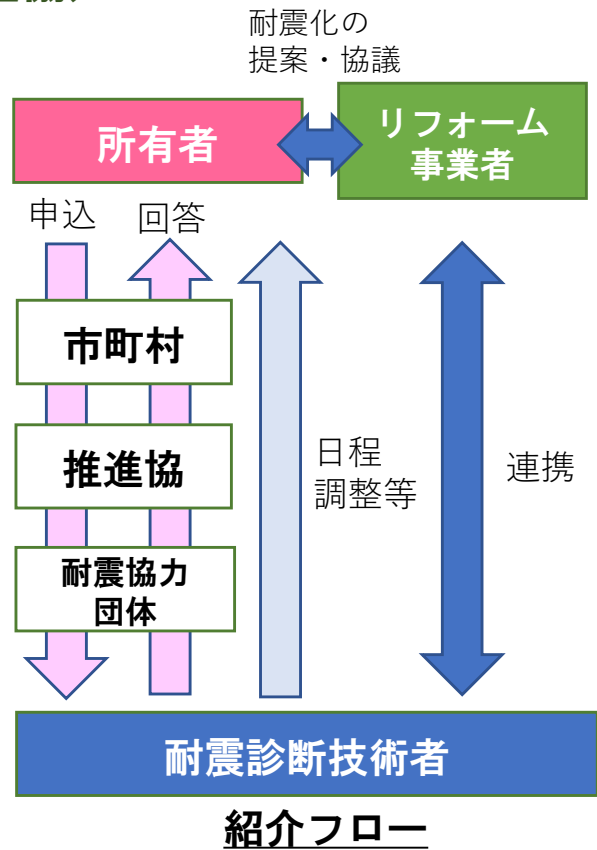 耐震化の
提案・協議
所有者
リフォーム
事業者
申込
回答
市町村
推進協
耐震協力
団体
日程
調整等
連携
耐震診断技術者
紹介フロー